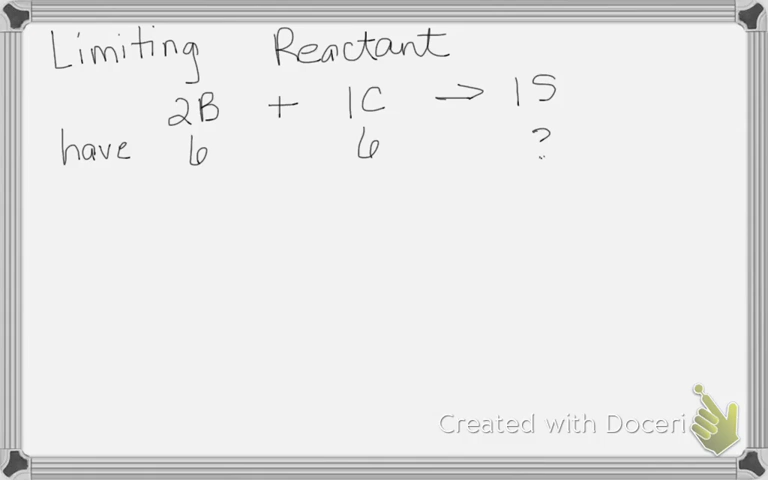 Limiting Reactant
2B + 1C → 1S
have 6 6 ?
Created with Doceri